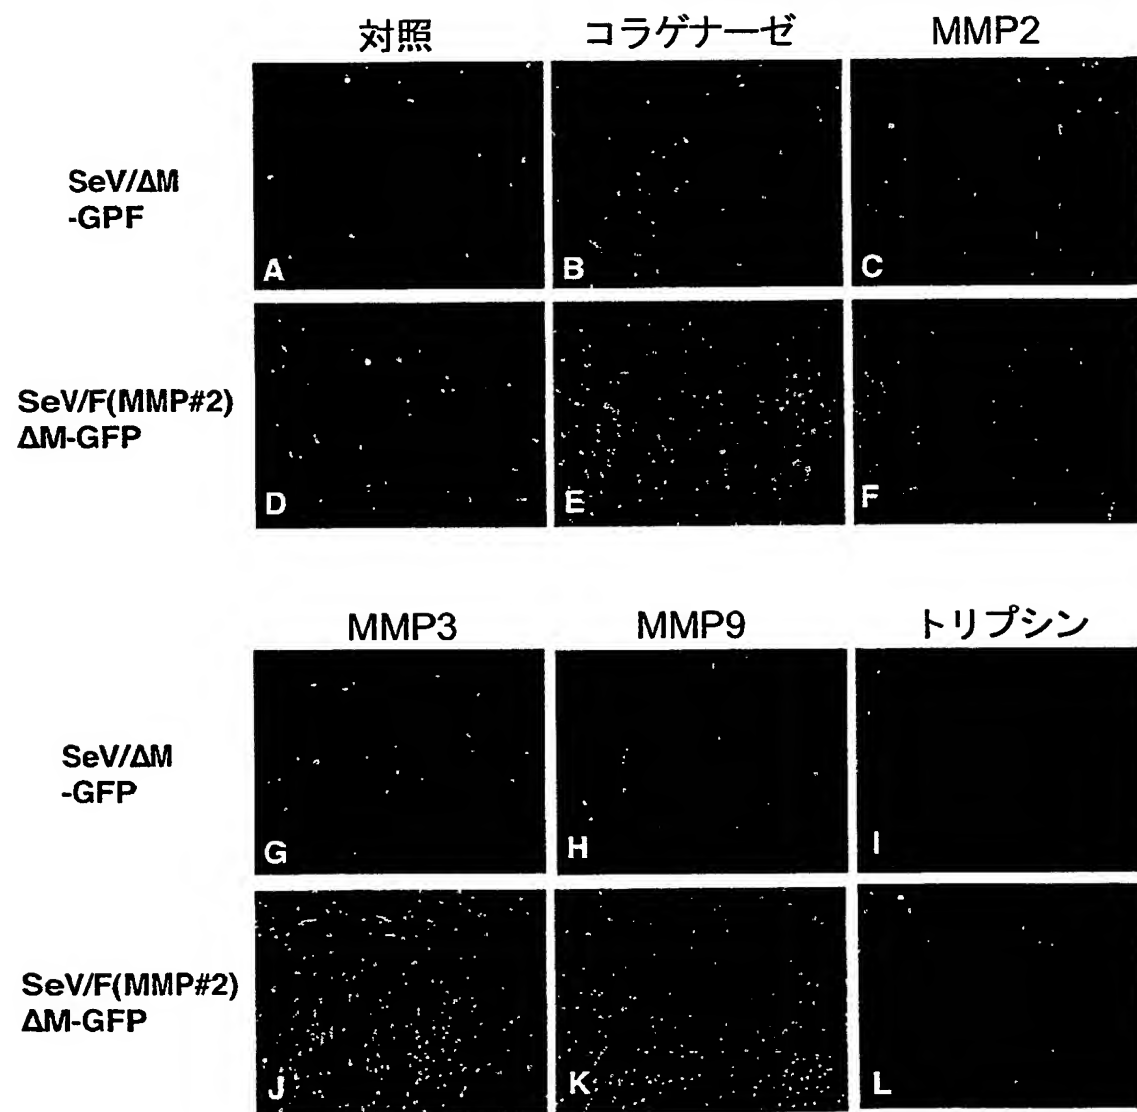 対照 コラゲナーゼ MMP2
SeV/ΔM
-GPF
A B C
SeV/F(MMP#2)
ΔM-GFP
D E F
MMP3 MMP9 トリプシン
SeV/ΔM
-GFP
G H I
SeV/F(MMP#2)
ΔM-GFP
J K L